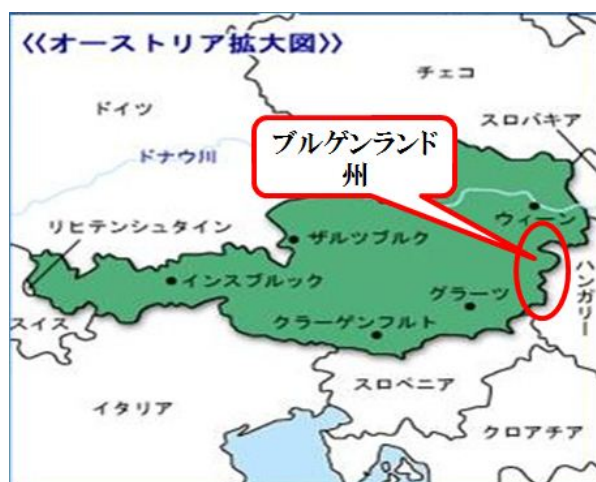 《オーストリア拡大図》
チェコ
ドイツ
スロバキア
ブルゲンランド
州
ドナウ川
ウィーン
リヒテンシュタイン
ザルツブルク
インスブルック
グラーツ
ハンガリー
スイス
クラーゲンフルト
スロベニア
イタリア
クロアチア